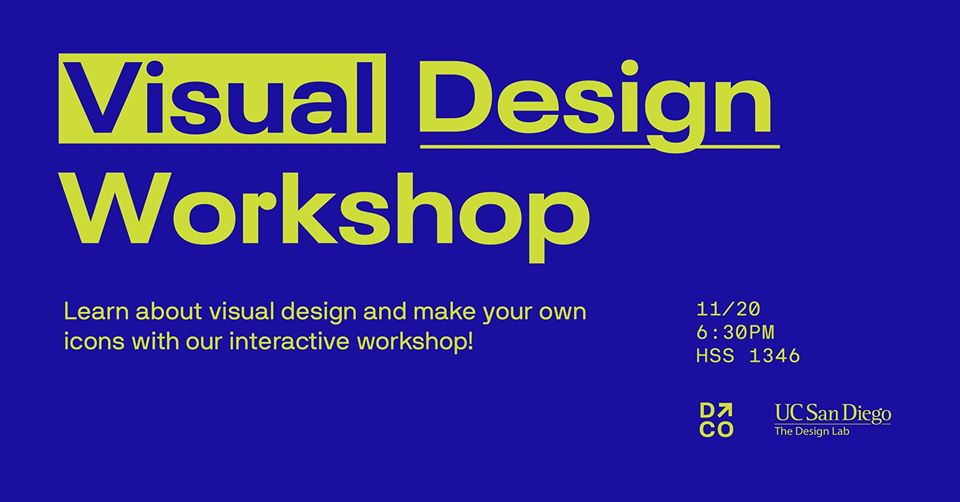 Visual Design
Workshop
Learn about visual design and make your own
icons with our interactive workshop!
11/20
6:30PM
HSS 1346
D↗
CO
UC San Diego
The Design Lab